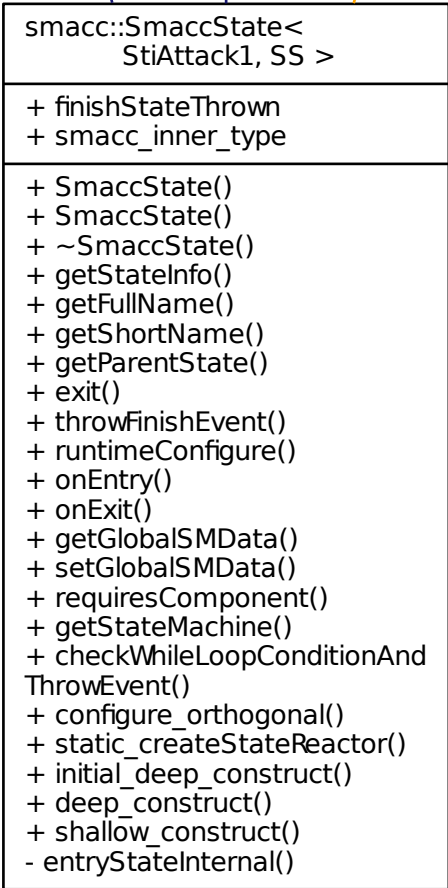 smacc::SmaccState<
StiAttack1, SS >
+ finishStateThrown
+ smacc_inner_type
+ SmaccState()
+ SmaccState()
+ ~SmaccState()
+ getStateInfo()
+ getFullName()
+ getShortName()
+ getParentState()
+ exit()
+ throwFinishEvent()
+ runtimeConfigure()
+ onEntry()
+ onExit()
+ getGlobalSMData()
+ setGlobalSMData()
+ requiresComponent()
+ getStateMachine()
+ checkWhileLoopConditionAnd
ThrowEvent()
+ configure_orthogonal()
+ static_createStateReactor()
+ initial_deep_construct()
+ deep_construct()
+ shallow_construct()
- entryStateInternal()